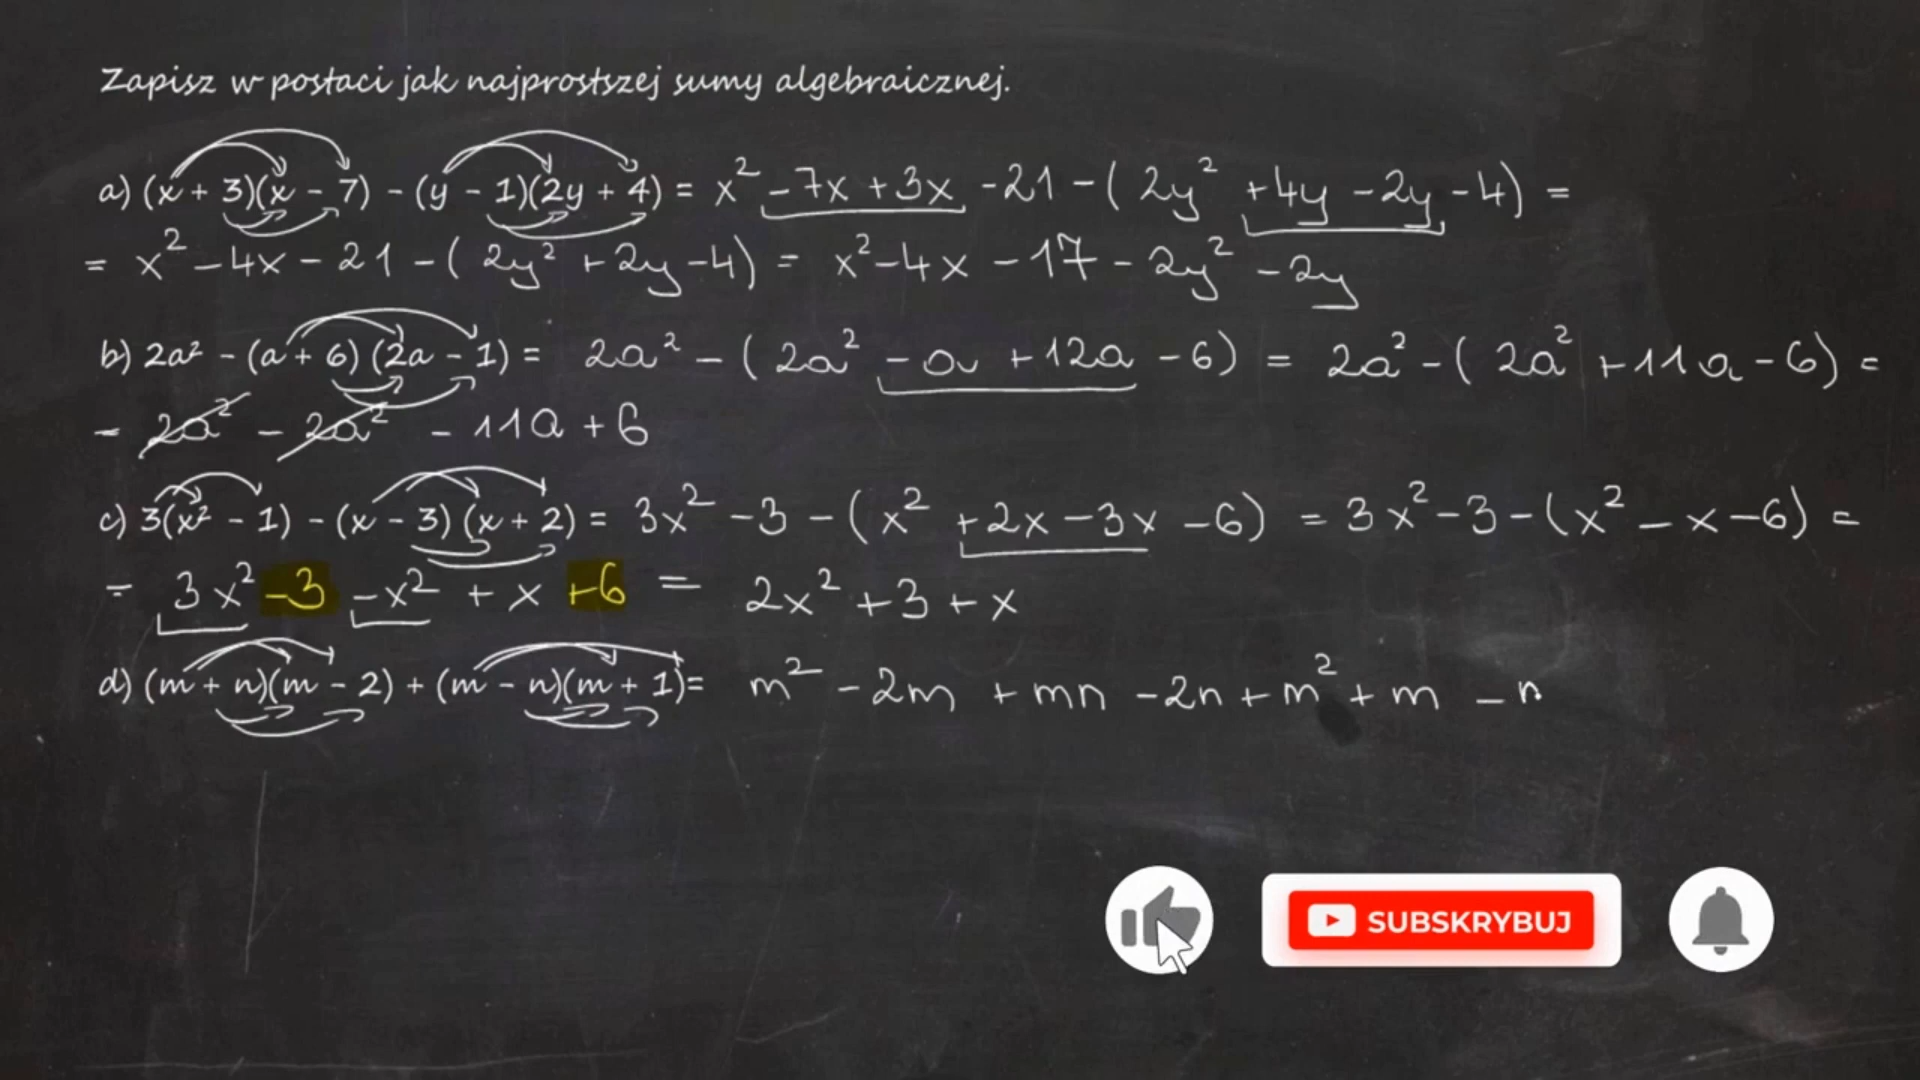 Zapisz w postaci jak najprostszej sumy algebraicznej.
a) (x + 3)(x - 7) - (y - 1)(2y + 4) = x² -7x +3x -21 -( 2y² +4y -2y -4) =
= x² -4x -21 -( 2y² +2y -4) = x² -4x -17 -2y² -2y
b) 2a² - (a + 6) (2a - 1) = 2a² -( 2a² -a +12a -6) = 2a² -( 2a² +11a -6) =
= 2a² - 2a² - 11a + 6
c) 3(x² - 1) - (x - 3) (x + 2) = 3x² -3 -( x² +2x -3x -6) = 3x² -3 -(x² -x -6) =
= 3x² -3 -x² + x +6 = 2x² +3 + x
d) (m + n)(m - 2) + (m - n)(m + 1)= m² -2m +mn -2n + m² + m - n
SUBSKRYBUJ